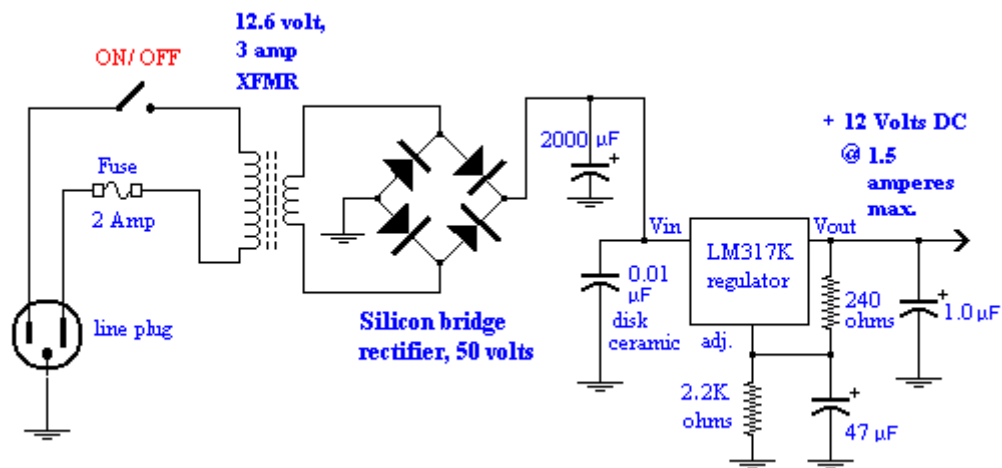 12.6 volt,
3 amp
XFMR
ON/ OFF
Fuse
2 Amp
line plug
Silicon bridge
rectifier, 50 volts
2000 µF
+
+ 12 Volts DC
@ 1.5
amperes
max.
Vin
LM317K
regulator
Vout
adj.
0.01
µF
disk
ceramic
240
ohms
+
1.0 µF
2.2K
ohms
+
47 µF